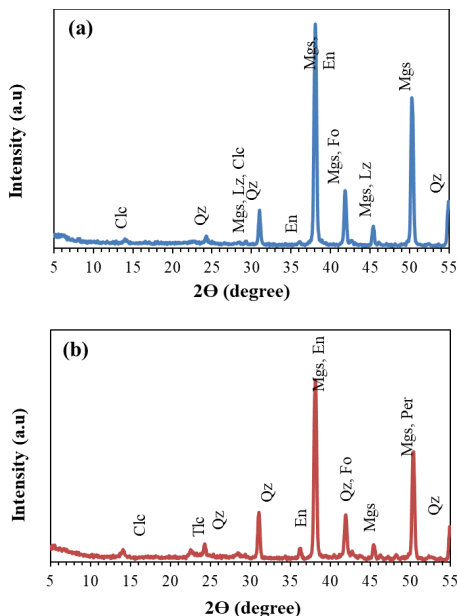 (a)
Intensity (a.u)
Clc
Qz
Mgs, Lz, Clc
Qz
En
Mgs,
En
Mgs, Fo
Mgs, Lz
Mgs
Qz
5 10 15 20 25 30 35 40 45 50 55
2Ɵ (degree)
(b)
Intensity (a.u)
Clc
Tlc
Qz
Qz
En
Mgs, En
Qz, Fo
Mgs
Mgs, Per
Qz
5 10 15 20 25 30 35 40 45 50 55
2Ɵ (degree)